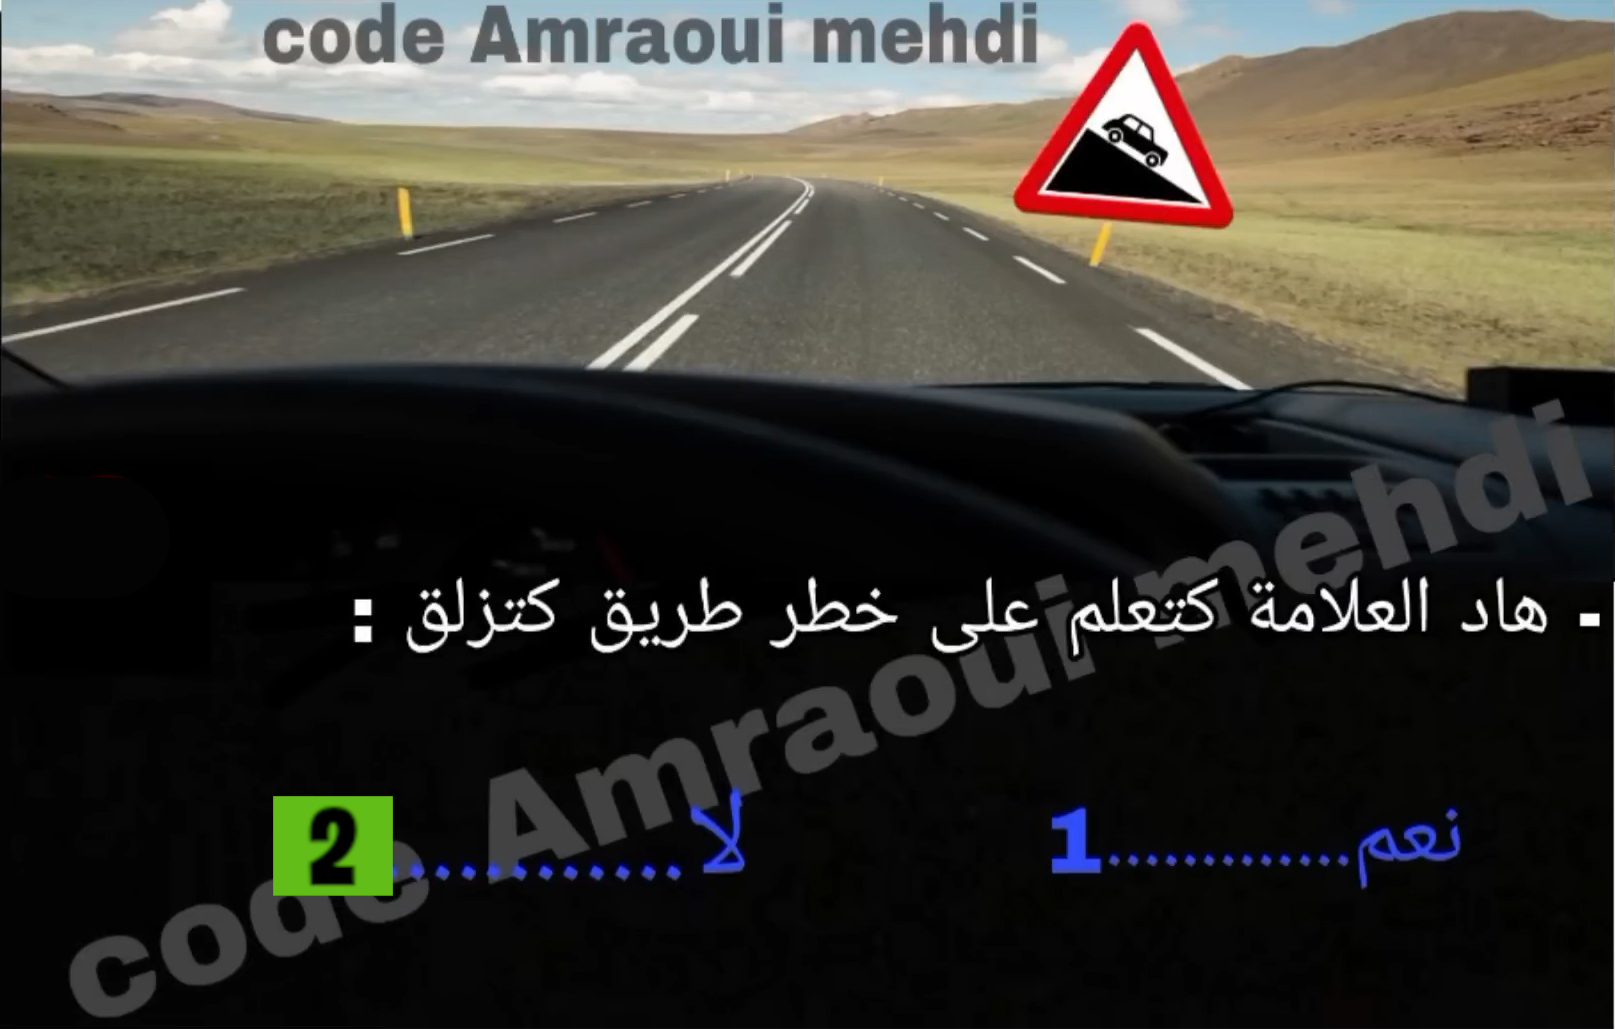 code Amraoui mehdi
- هاد العلامة كتعلم على خطر طريق كتزلق :
نعم.............1 لا.............2
code Amraoui mehdi